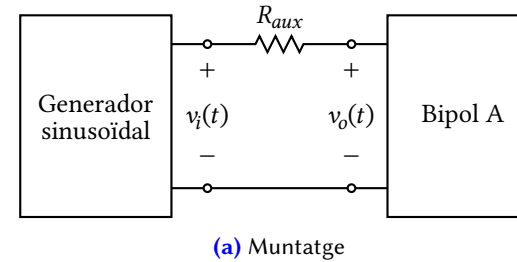 R_aux
+ +
Generador
sinusoïdal
v_i(t) v_o(t) Bipol A
− −
(a) Muntatge